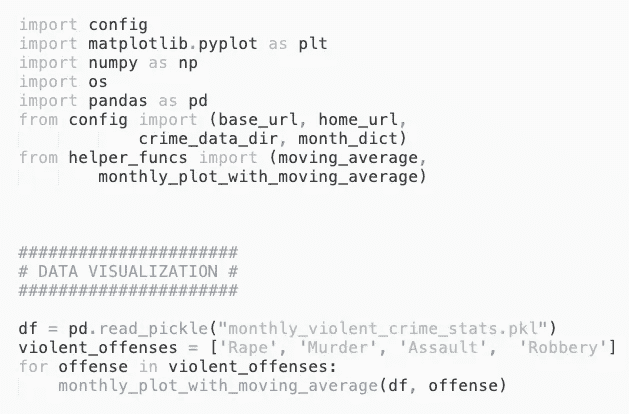 import config
import matplotlib.pyplot as plt
import numpy as np
import os
import pandas as pd
from config import (base_url, home_url,
            crime_data_dir, month_dict)
from helper_funcs import (moving_average,
        monthly_plot_with_moving_average)
######################
# DATA VISUALIZATION #
######################
df = pd.read_pickle("monthly_violent_crime_stats.pkl")
violent_offenses = ['Rape', 'Murder', 'Assault',  'Robbery']
for offense in violent_offenses:
    monthly_plot_with_moving_average(df, offense)